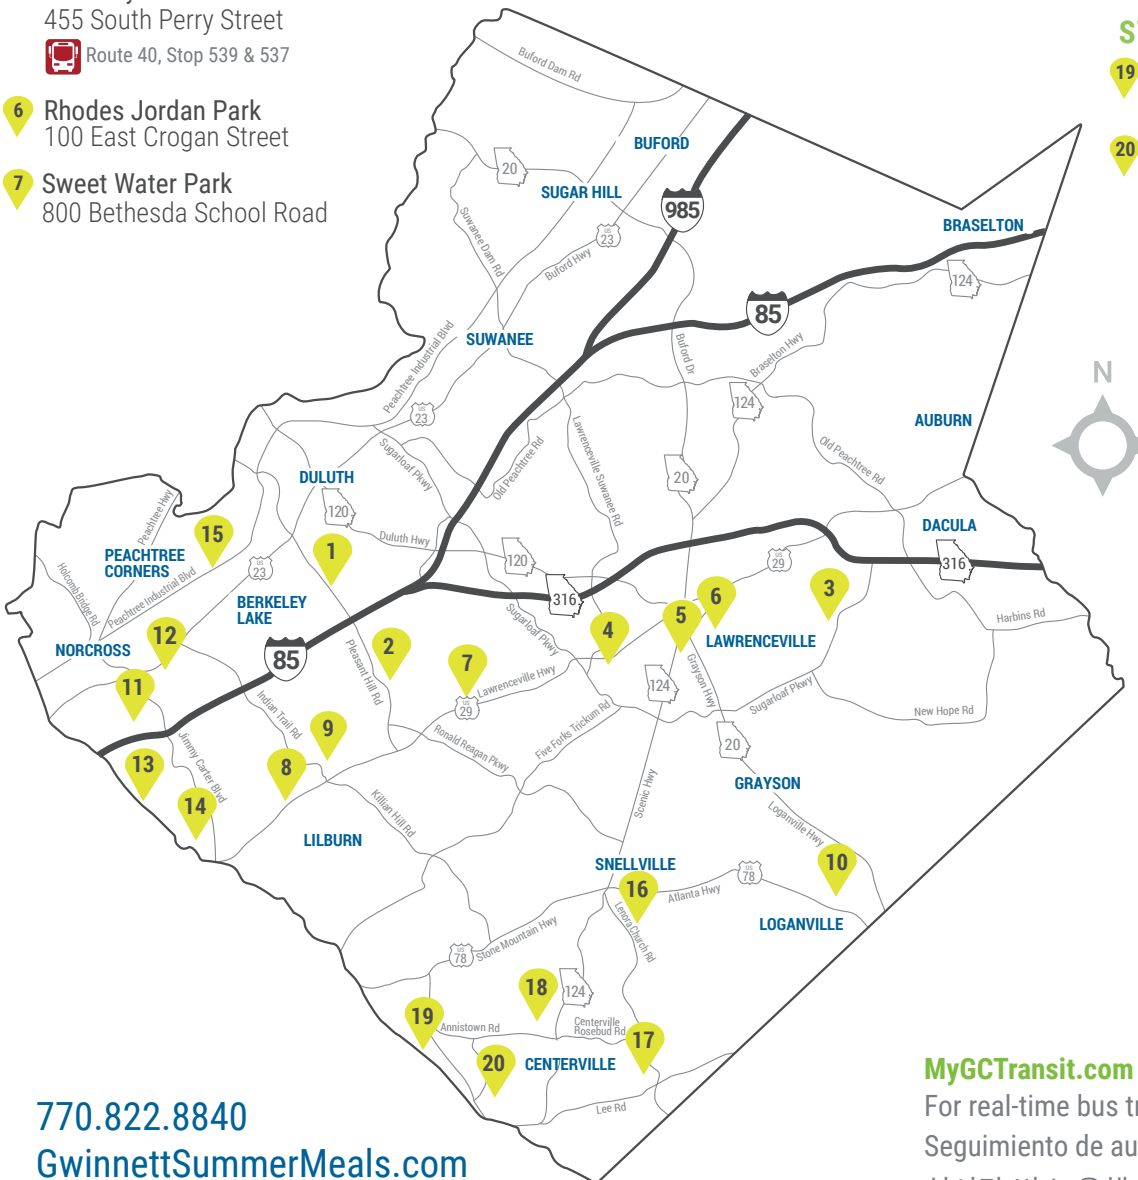 455 South Perry Street
Route 40, Stop 539 & 537
6 Rhodes Jordan Park
100 East Crogan Street
7 Sweet Water Park
800 Bethesda School Road
19
20
Buford Dam Rd
BUFORD
20
SUGAR HILL
985
US 23
Suwanee Dam Rd
Buford Hwy
BRASELTON
124
85
SUWANEE
Peachtree Industrial Blvd
Buford Dr
Braselton Hwy
US 23
124
N
AUBURN
Sugarloaf Pkwy
Old Peachtree Rd
Lawrenceville Suwanee Rd
Old Peachtree Rd
DULUTH
20
120
Peachtree Hwy
15
Duluth Hwy
DACULA
PEACHTREE
CORNERS
1
120
US 29
316
Holcomb Bridge Rd
Peachtree Industrial Blvd
US 23
BERKELEY
LAKE
316
3
6
5
Sugarloaf Pkwy
4
Harbins Rd
NORCROSS
12
85
Pleasant Hill Rd
2
7
LAWRENCEVILLE
Lawrenceville Hwy
US 29
124
Grayson Hwy
Sugarloaf Pkwy
New Hope Rd
11
Indian Trail Rd
9
Ronald Reagan Pkwy
Five Forks Trickum Rd
20
13
Jimmy Carter Blvd
8
14
Scenic Hwy
GRAYSON
Killian Hill Rd
LILBURN
Loganville Hwy
10
SNELLVILLE
16
US 78
Atlanta Hwy
Lenora Church Rd
LOGANVILLE
US 78
Stone Mountain Hwy
18
124
19
Annistown Rd
Centerville
Rosebud Rd
17
20
CENTERVILLE
Lee Rd
770.822.8840
GwinnettSummerMeals.com
MyGCTransit.com
For real-time bus
Seguimiento de